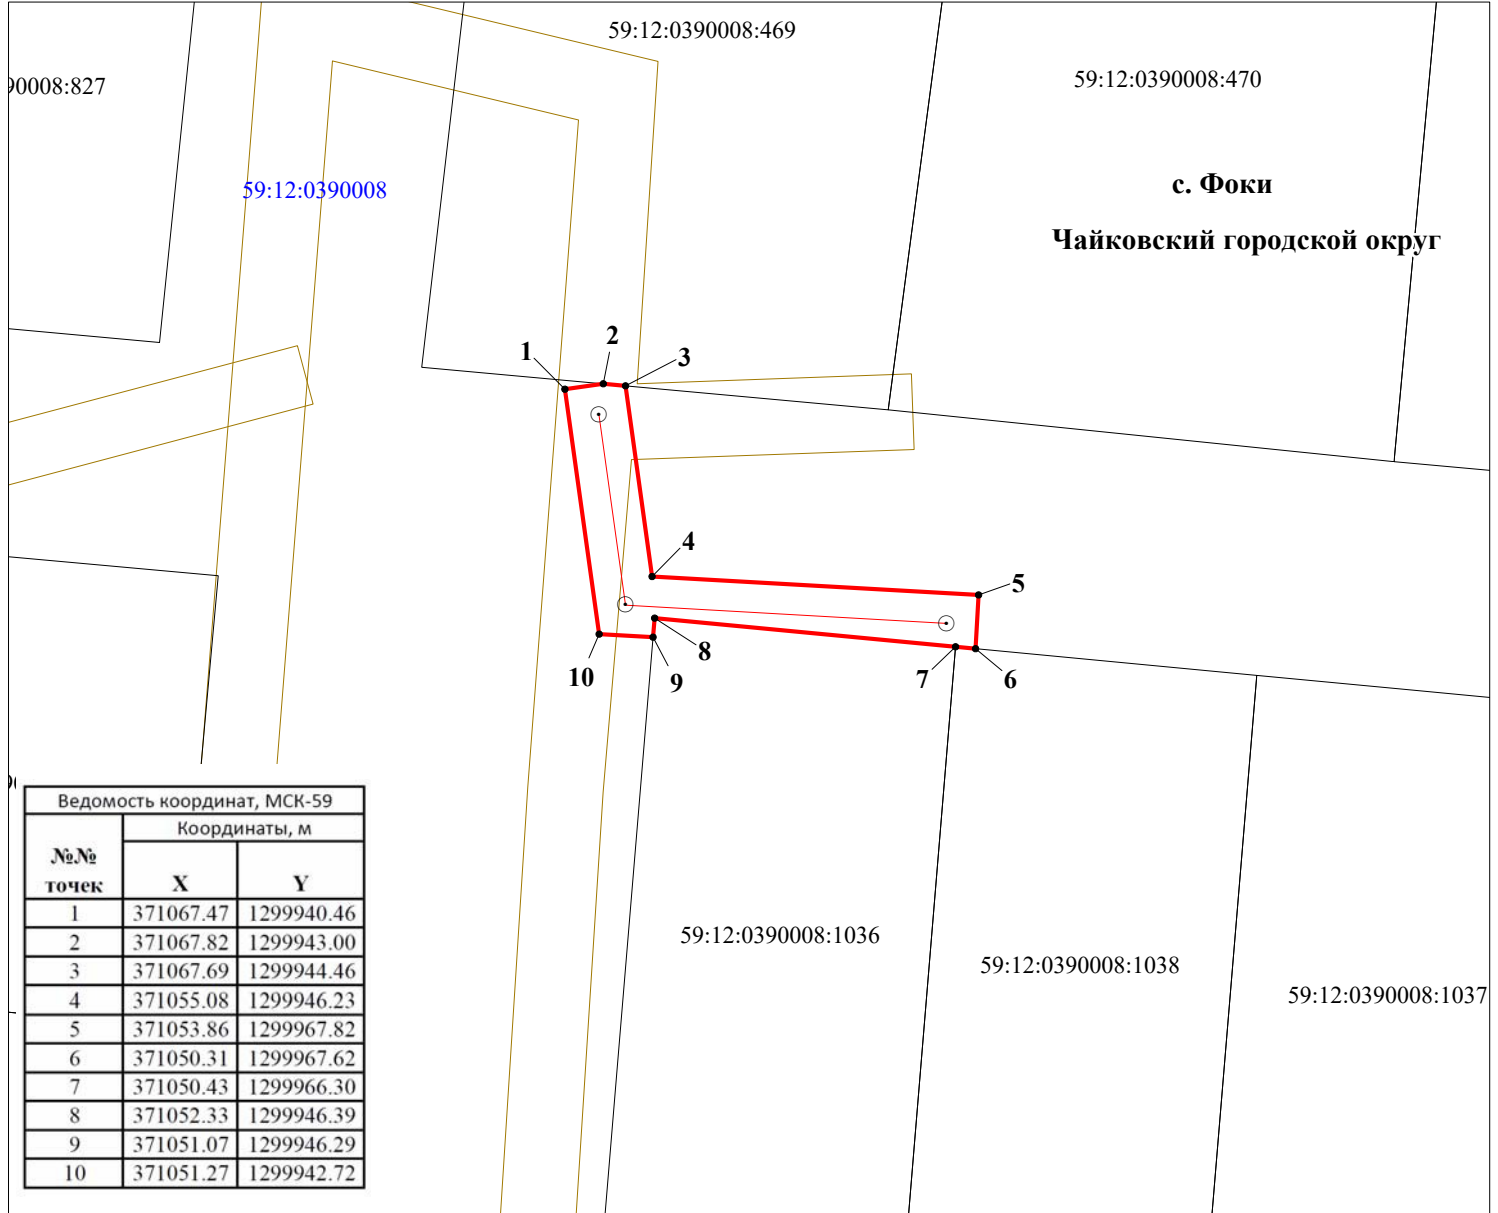 59:12:0390008:469
90008:827
59:12:0390008:470
59:12:0390008
с. Фоки
Чайковский городской округ
1
2
3
4
5
6
7
8
9
10
59:12:0390008:1036
59:12:0390008:1038
59:12:0390008:1037
Ведомость координат, МСК-59
№№ точек
Координаты, м
X Y
1 371067.47 1299940.46
2 371067.82 1299943.00
3 371067.69 1299944.46
4 371055.08 1299946.23
5 371053.86 1299967.82
6 371050.31 1299967.62
7 371050.43 1299966.30
8 371052.33 1299946.39
9 371051.07 1299946.29
10 371051.27 1299942.72